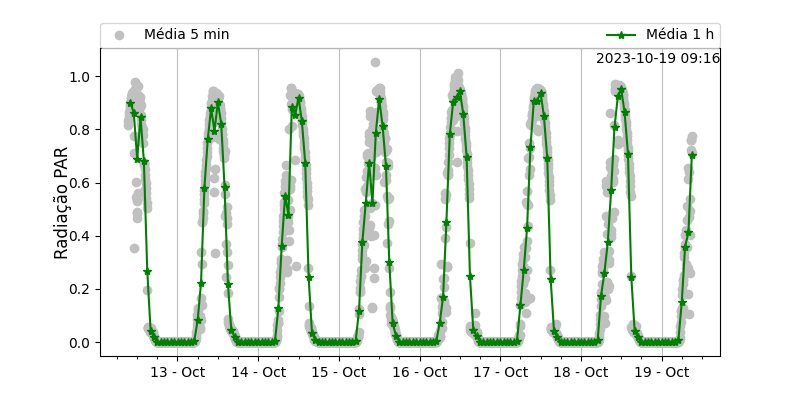 Média 5 min
Média 1 h
2023-10-19 09:16
Radiação PAR
1.0
0.8
0.6
0.4
0.2
0.0
13 - Oct
14 - Oct
15 - Oct
16 - Oct
17 - Oct
18 - Oct
19 - Oct